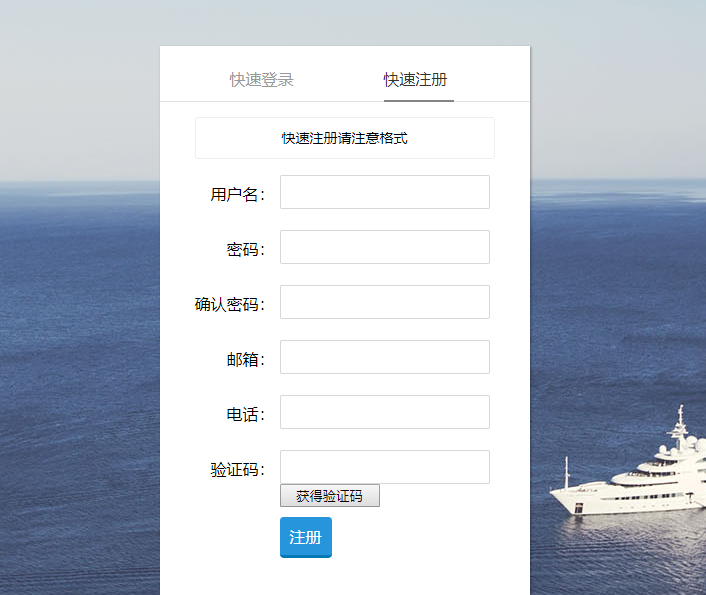 快速登录 快速注册
快速注册请注意格式
用户名：
密码：
确认密码：
邮箱：
电话：
验证码：
获得验证码
注册